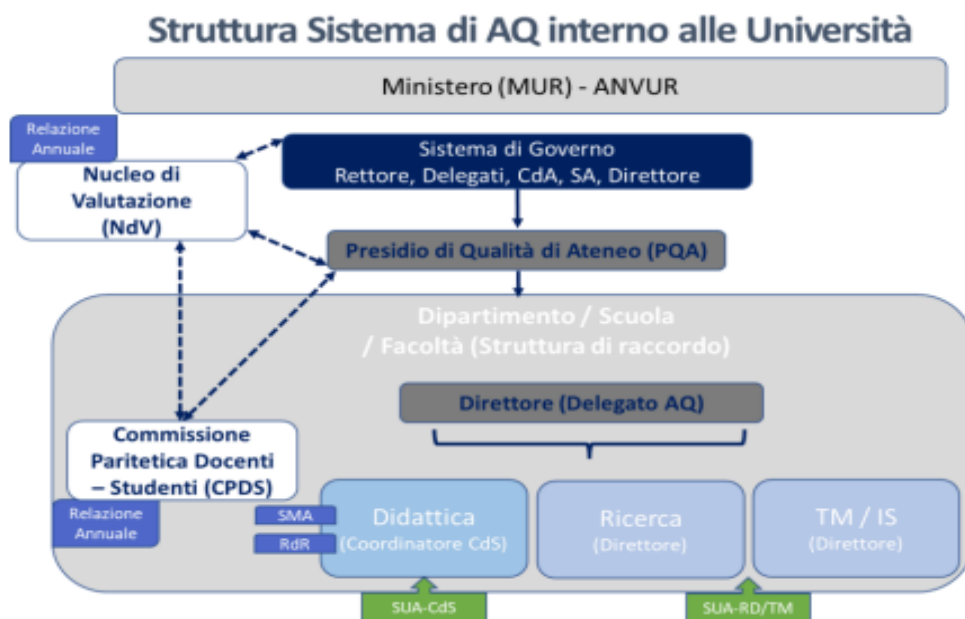 Struttura Sistema di AQ interno alle Università
Ministero (MUR) - ANVUR
Relazione
Annuale
Nucleo di
Valutazione
(NdV)
Sistema di Governo
Rettore, Delegati, CdA, SA, Direttore
Presidio di Qualità di Ateneo (PQA)
Dipartimento / Scuola
/ Facoltà (Struttura di raccordo)
Direttore (Delegato AQ)
Commissione
Paritetica Docenti
– Studenti (CPDS)
Relazione
Annuale
SMA
RdR
Didattica
(Coordinatore CdS)
Ricerca
(Direttore)
TM / IS
(Direttore)
SUA-CdS
SUA-RD/TM